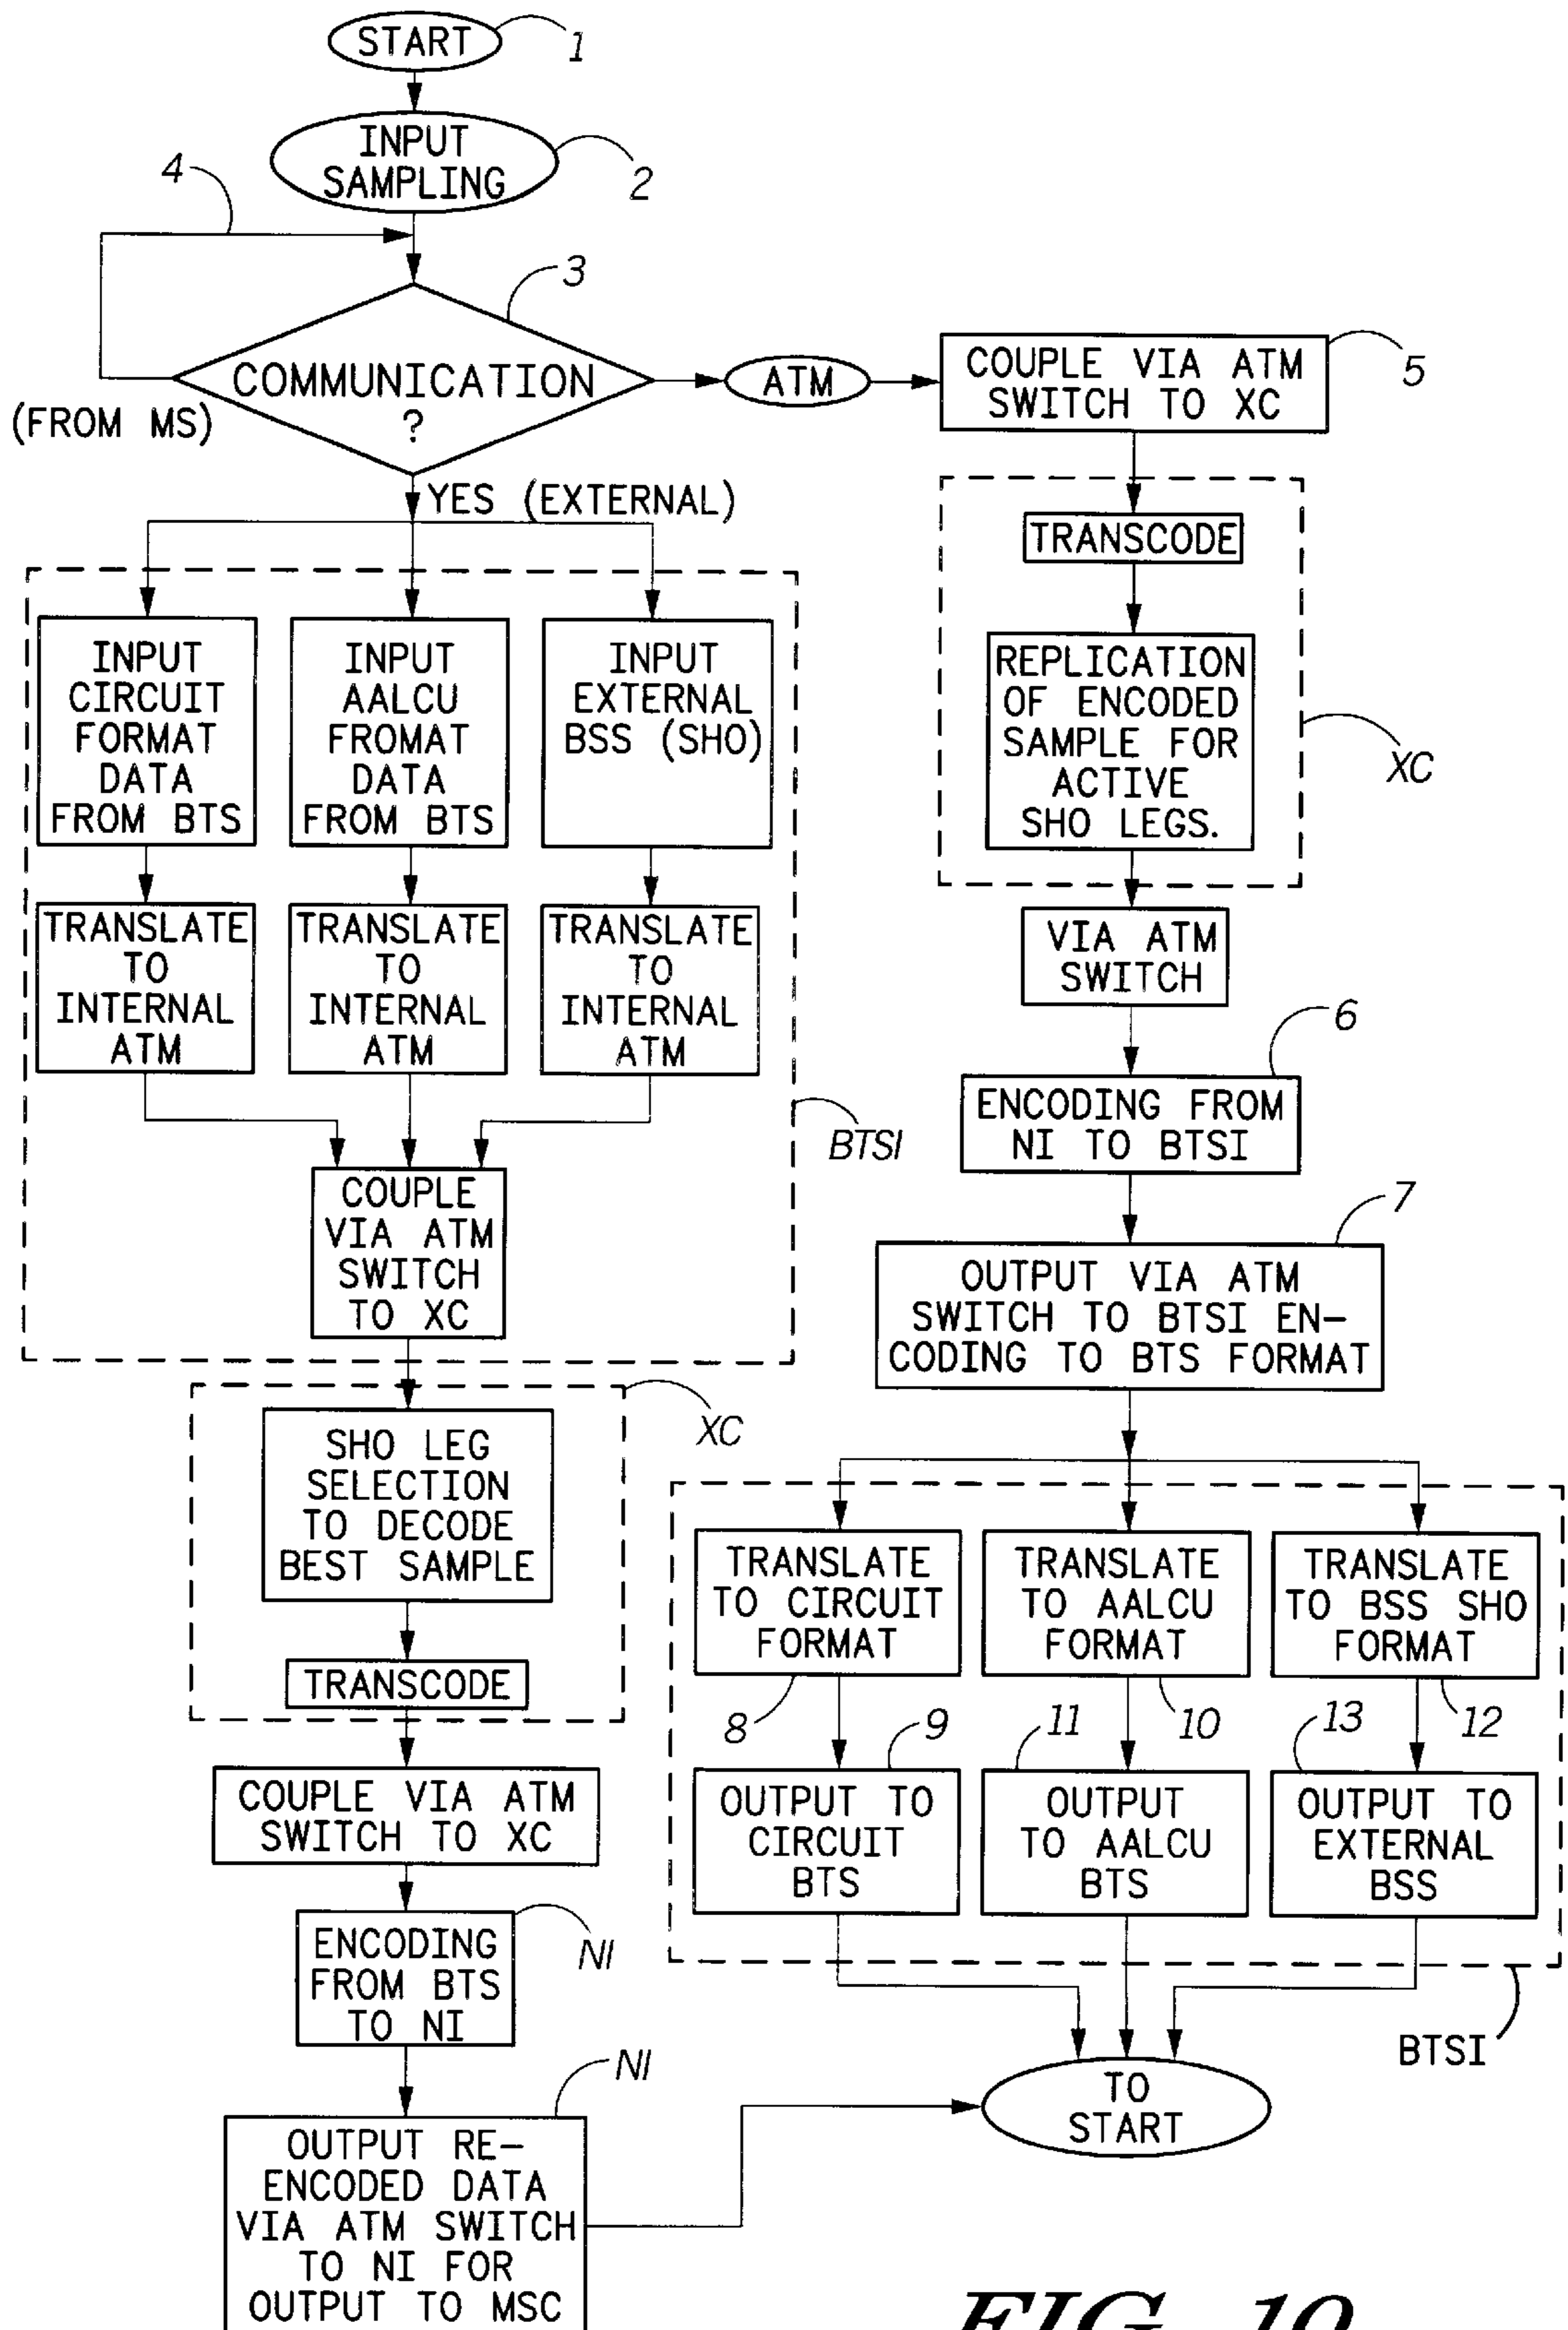 START
1
INPUT
SAMPLING
2
4
3
COMMUNICATION
?
(FROM MS)
ATM
COUPLE VIA ATM
SWITCH TO XC
5
YES (EXTERNAL)
TRANSCODE
REPLICATION
OF ENCODED
SAMPLE FOR
ACTIVE
SHO LEGS.
XC
INPUT
CIRCUIT
FORMAT
DATA
FROM BTS
INPUT
AALCU
FROMAT
DATA
FROM BTS
INPUT
EXTERNAL
BSS (SHO)
TRANSLATE
TO
INTERNAL
ATM
TRANSLATE
TO
INTERNAL
ATM
TRANSLATE
TO
INTERNAL
ATM
BTSI
VIA ATM
SWITCH
6
ENCODING FROM
NI TO BTSI
COUPLE
VIA ATM
SWITCH
TO XC
7
OUTPUT VIA ATM
SWITCH TO BTSI EN-
CODING TO BTS FORMAT
XC
SHO LEG
SELECTION
TO DECODE
BEST SAMPLE
TRANSCODE
TRANSLATE
TO CIRCUIT
FORMAT
TRANSLATE
TO AALCU
FORMAT
TRANSLATE
TO BSS SHO
FORMAT
8
9
11
10
13
12
COUPLE VIA ATM
SWITCH TO XC
OUTPUT TO
CIRCUIT
BTS
OUTPUT
TO AALCU
BTS
OUTPUT TO
EXTERNAL
BSS
ENCODING
FROM BTS
TO NI
NI
BTSI
NI
TO
START
OUTPUT RE-
ENCODED DATA
VIA ATM SWITCH
TO NI FOR
OUTPUT TO MSC
FIG. 10